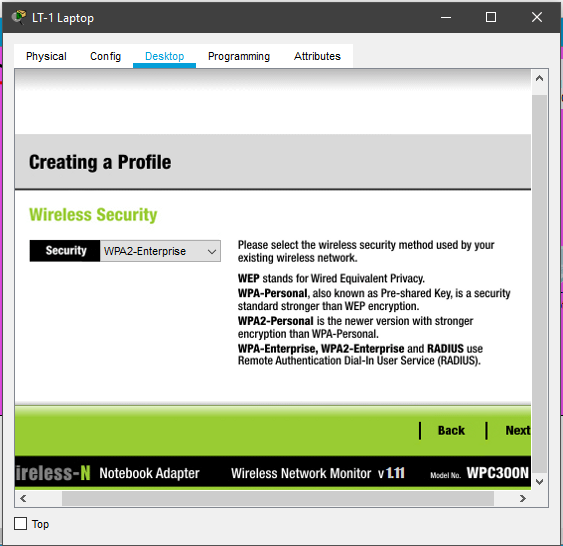 LT-1 Laptop
Physical Config Desktop Programming Attributes
Creating a Profile
Wireless Security
Security WPA2-Enterprise
Please select the wireless security method used by your
existing wireless network.
WEP stands for Wired Equivalent Privacy.
WPA-Personal, also known as Pre-shared Key, is a security
standard stronger than WEP encryption.
WPA2-Personal is the newer version with stronger
encryption than WPA-Personal.
WPA-Enterprise, WPA2-Enterprise and RADIUS use
Remote Authentication Dial-In User Service (RADIUS).
Back Next
ireless-N Notebook Adapter Wireless Network Monitor v1.11 Model No. WPC300N
Top